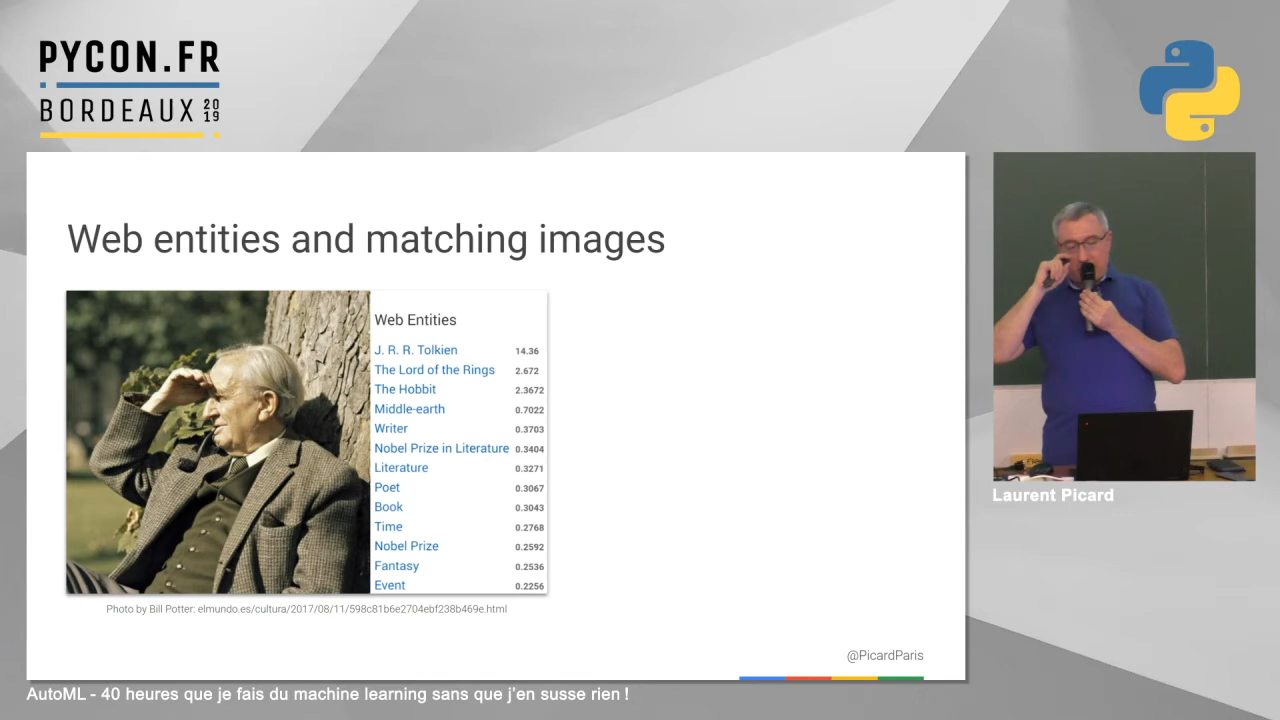 PYCON.FR
BORDEAUX 2019
Web entities and matching images
Web Entities
J. R. R. Tolkien 14.36
The Lord of the Rings 2.672
The Hobbit 2.3672
Middle-earth 0.7022
Writer 0.3703
Nobel Prize in Literature 0.3404
Literature 0.3271
Poet 0.3067
Book 0.3043
Time 0.2768
Nobel Prize 0.2592
Fantasy 0.2536
Event 0.2256
Photo by Bill Potter: elmundo.es/cultura/2017/08/11/598c81b6e2704ebf238b469e.html
@PicardParis
Laurent Picard
AutoML - 40 heures que je fais du machine learning sans que j'en susse rien !